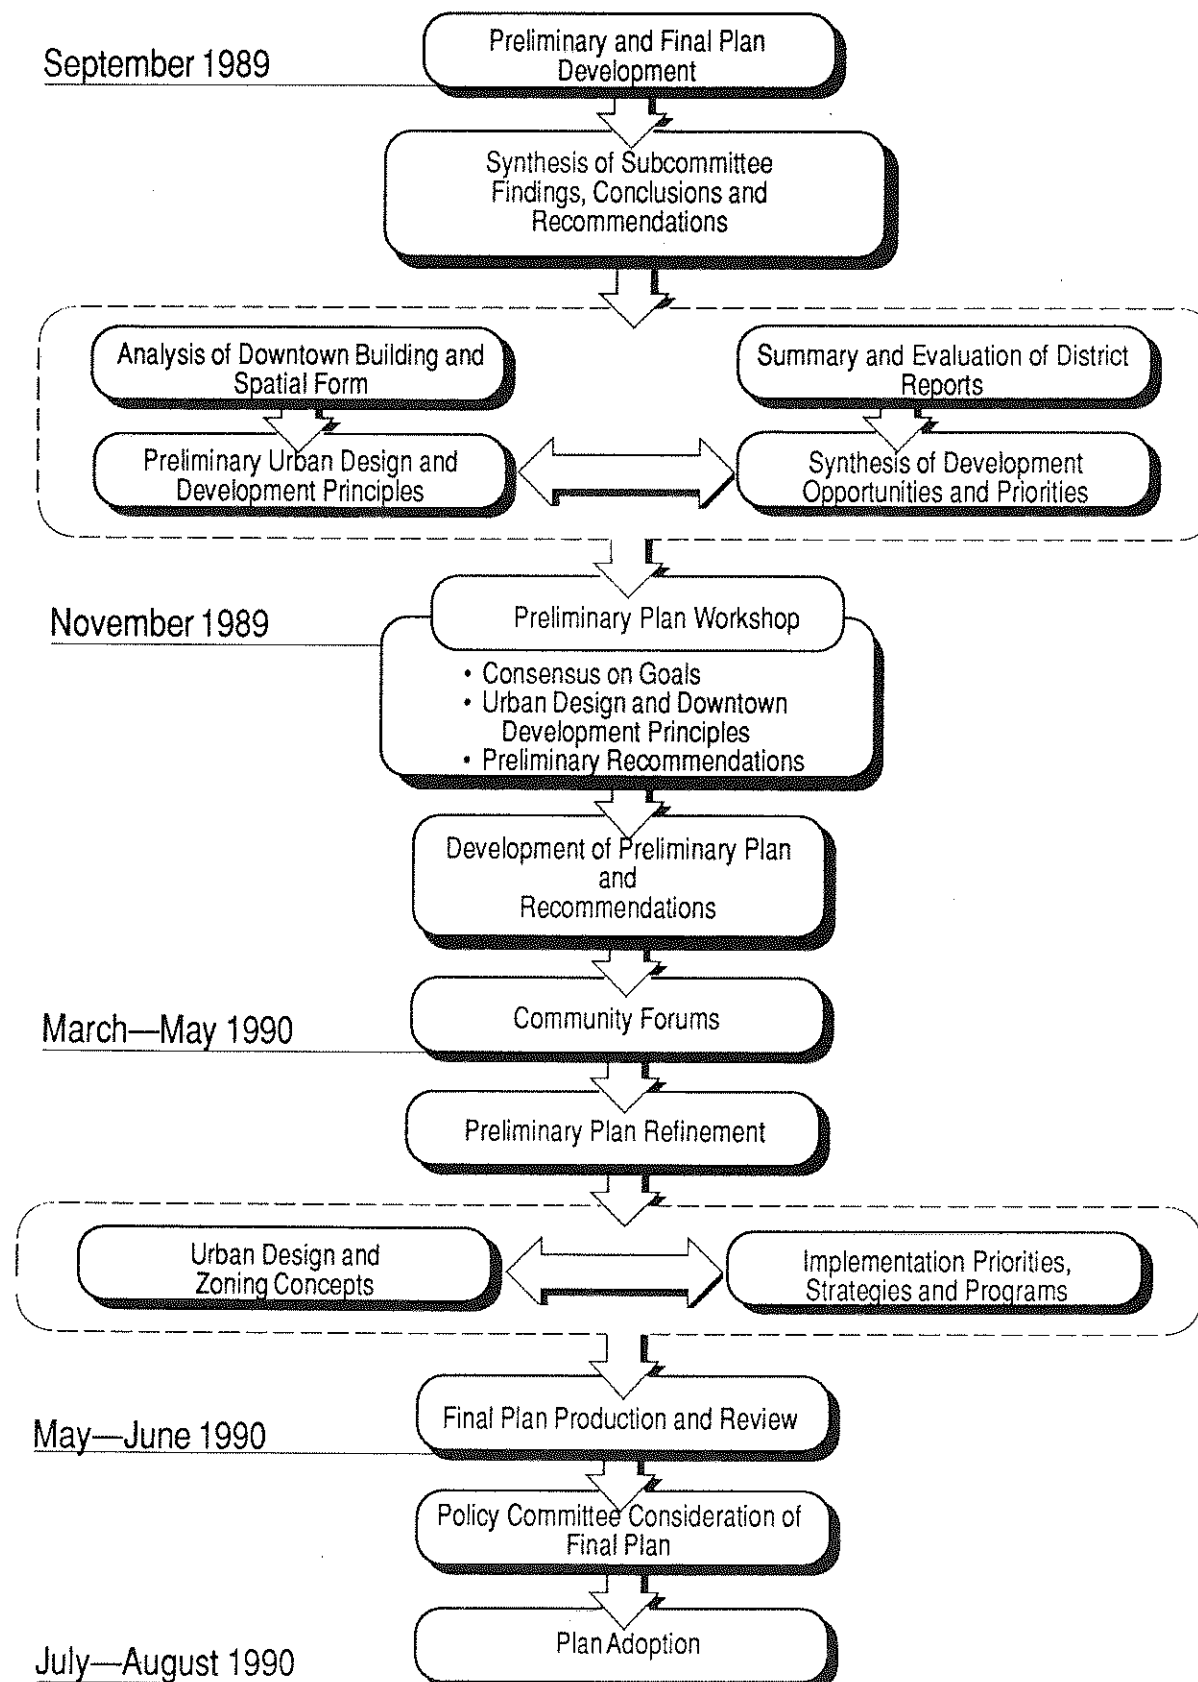 Preliminary and Final Plan
Development
September 1989
Synthesis of Subcommittee
Findings, Conclusions and
Recommendations
Analysis of Downtown Building and
Spatial Form
Summary and Evaluation of District
Reports
Preliminary Urban Design and
Development Principles
Synthesis of Development
Opportunities and Priorities
Preliminary Plan Workshop
November 1989
• Consensus on Goals
• Urban Design and Downtown
Development Principles
• Preliminary Recommendations
Development of Preliminary Plan
and
Recommendations
Community Forums
March—May 1990
Preliminary Plan Refinement
Urban Design and
Zoning Concepts
Implementation Priorities,
Strategies and Programs
Final Plan Production and Review
May—June 1990
Policy Committee Consideration of
Final Plan
Plan Adoption
July—August 1990